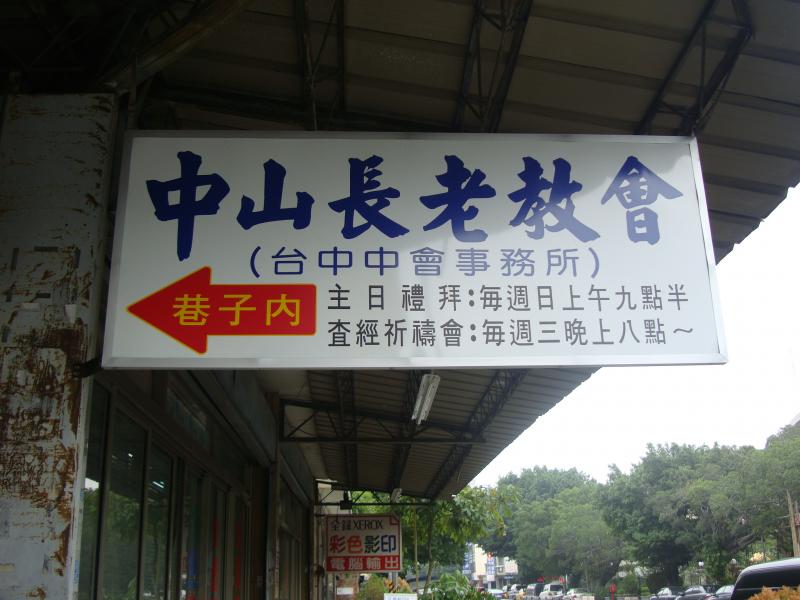 中山長老教會
(台中中會事務所)
巷子內
主日禮拜:每週日上午九點半
查經祈禱會:每週三晚上八點～
全錄XEROX
彩色影印
電腦輸出